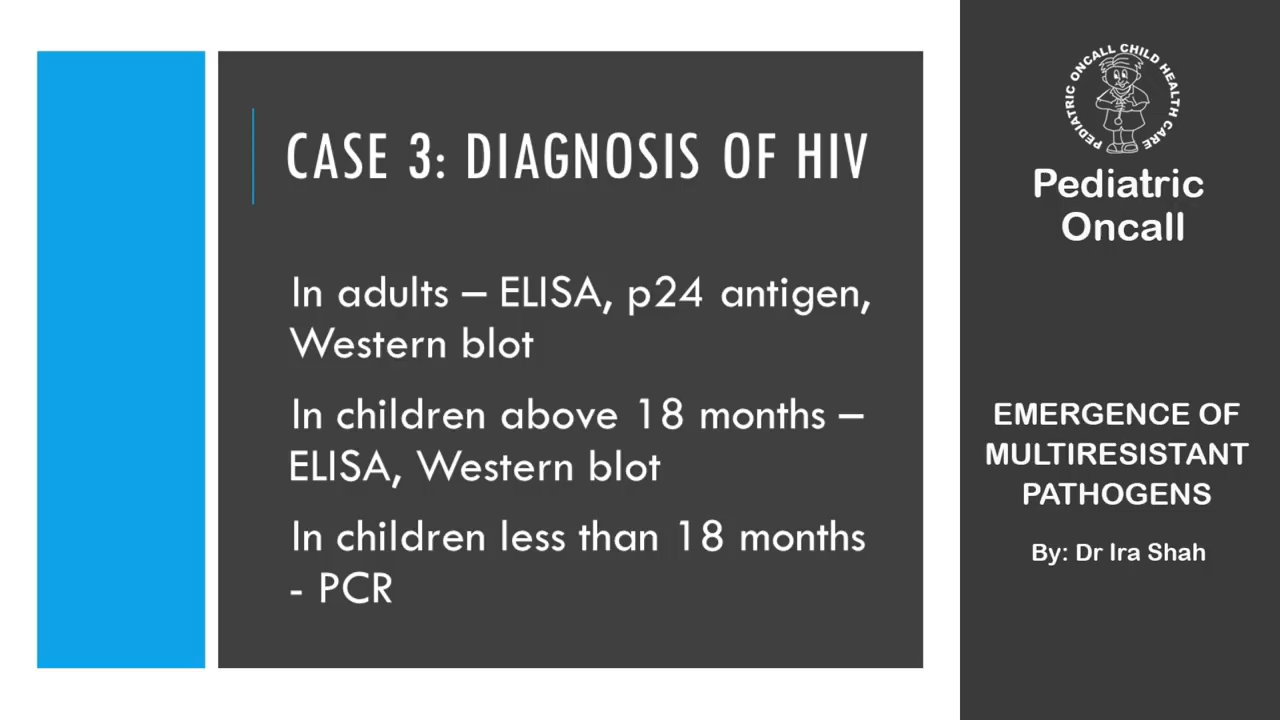 CASE 3: DIAGNOSIS OF HIV
In adults – ELISA, p24 antigen,
Western blot
In children above 18 months –
ELISA, Western blot
In children less than 18 months
- PCR
PEDIATRIC ONCALL CHILD HEALTH CARE
Pediatric
Oncall
EMERGENCE OF
MULTIRESISTANT
PATHOGENS
By: Dr Ira Shah